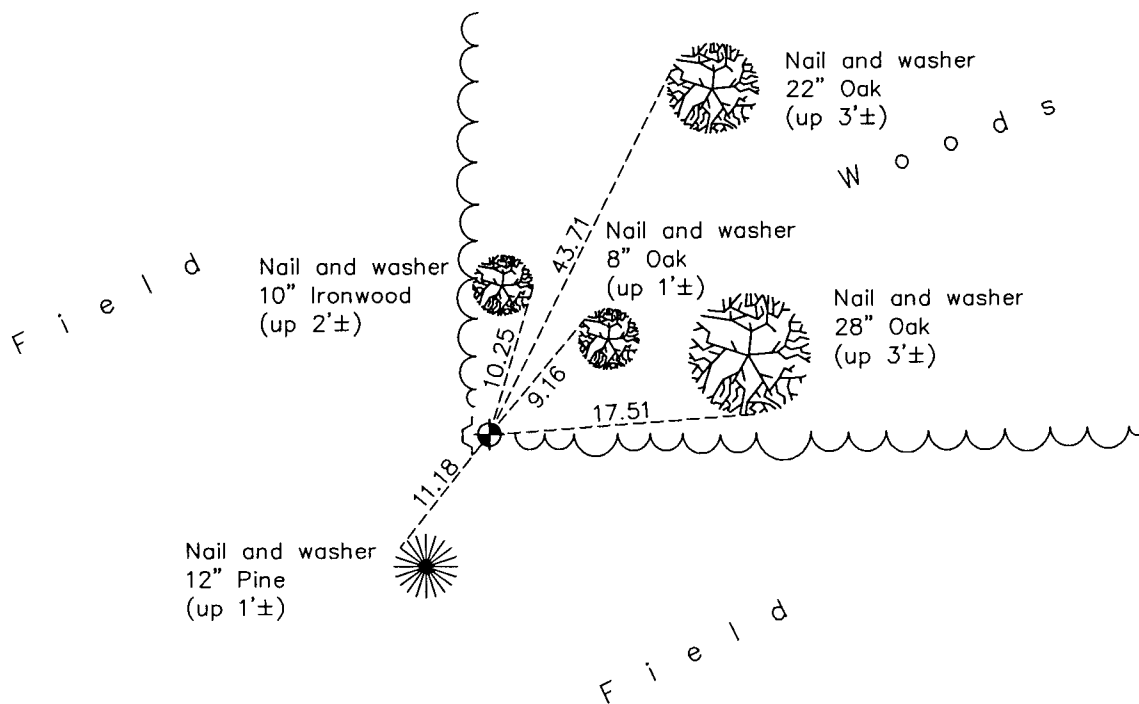 Nail and washer
22” Oak
(up 3'±)
Woods
43.71
Nail and washer
8” Oak
(up 1'±)
Field
Nail and washer
10” Ironwood
(up 2'±)
Nail and washer
28” Oak
(up 3'±)
10.25
9.16
17.51
11.18
Nail and washer
12” Pine
(up 1'±)
Field